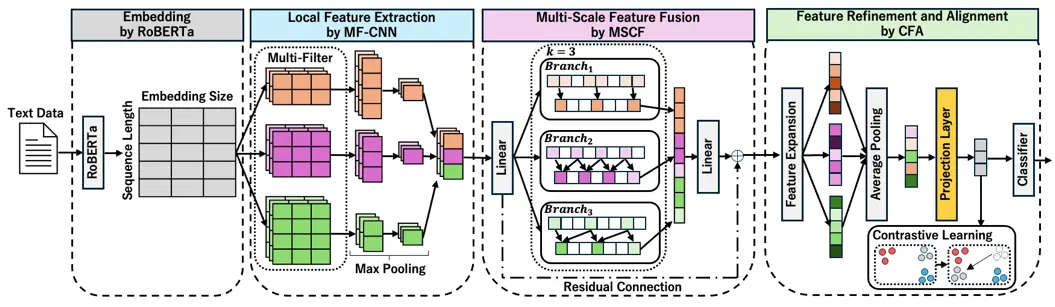 Embedding
by RoBERTa
Local Feature Extraction
by MF-CNN
Multi-Scale Feature Fusion
by MSCF
Feature Refinement and Alignment
by CFA
Text Data
RoBERTa
Embedding Size
Sequence Length
Multi-Filter
Max Pooling
Linear
k = 3
Branch1
Branch2
Branch3
Linear
Residual Connection
Feature Expansion
Average Pooling
Projection Layer
Classifier
Contrastive Learning